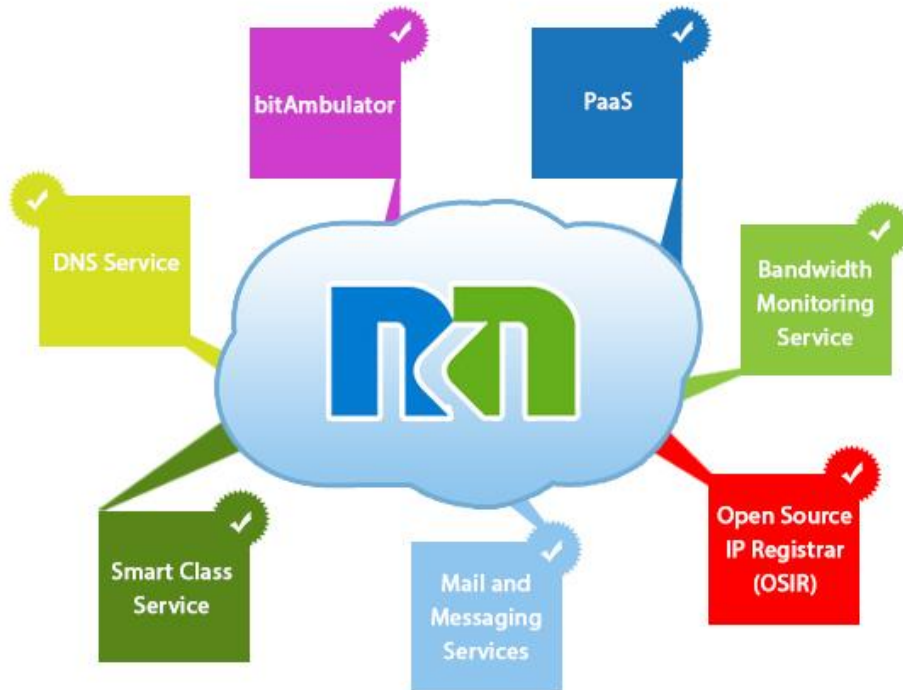 bitAmbulator
PaaS
DNS Service
Bandwidth
Monitoring
Service
Smart Class
Service
Mail and
Messaging
Services
Open Source
IP Registrar
(OSIR)